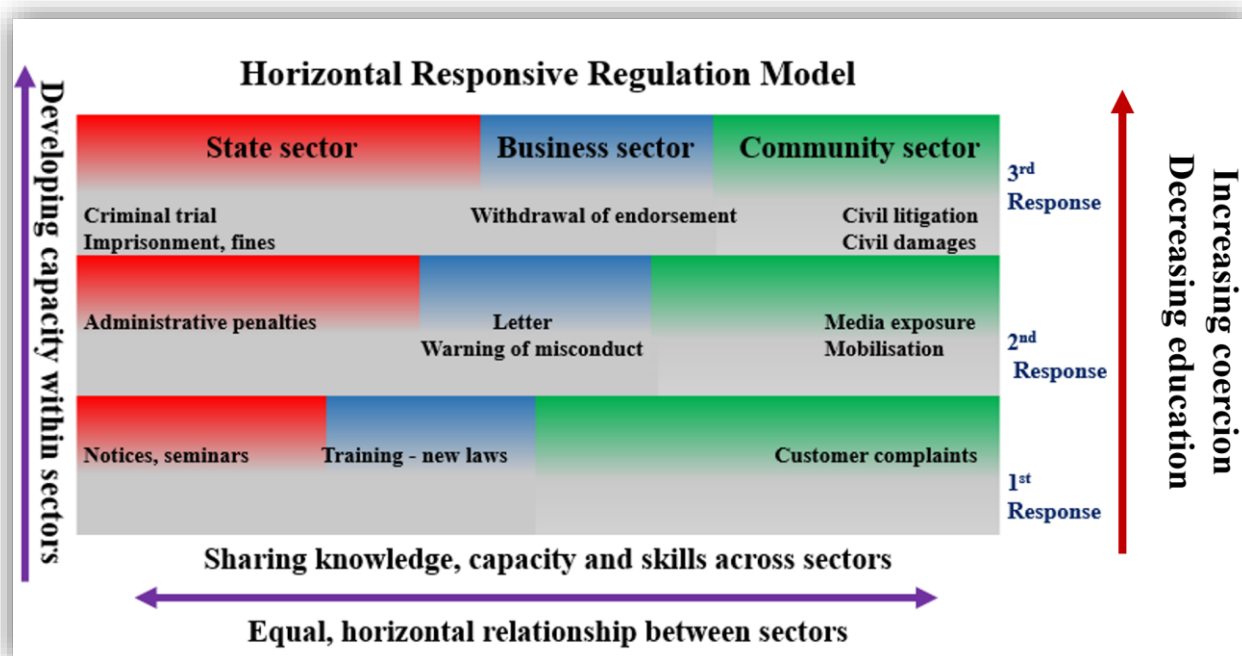 Horizontal Responsive Regulation Model
Developing capacity within sectors
State sector
Business sector
Community sector
Criminal trial
Imprisonment, fines
Withdrawal of endorsement
Civil litigation
Civil damages
3rd
Response
Administrative penalties
Letter
Warning of misconduct
Media exposure
Mobilisation
2nd
Response
Notices, seminars
Training - new laws
Customer complaints
1st
Response
Increasing coercion
Decreasing education
Sharing knowledge, capacity and skills across sectors
Equal, horizontal relationship between sectors